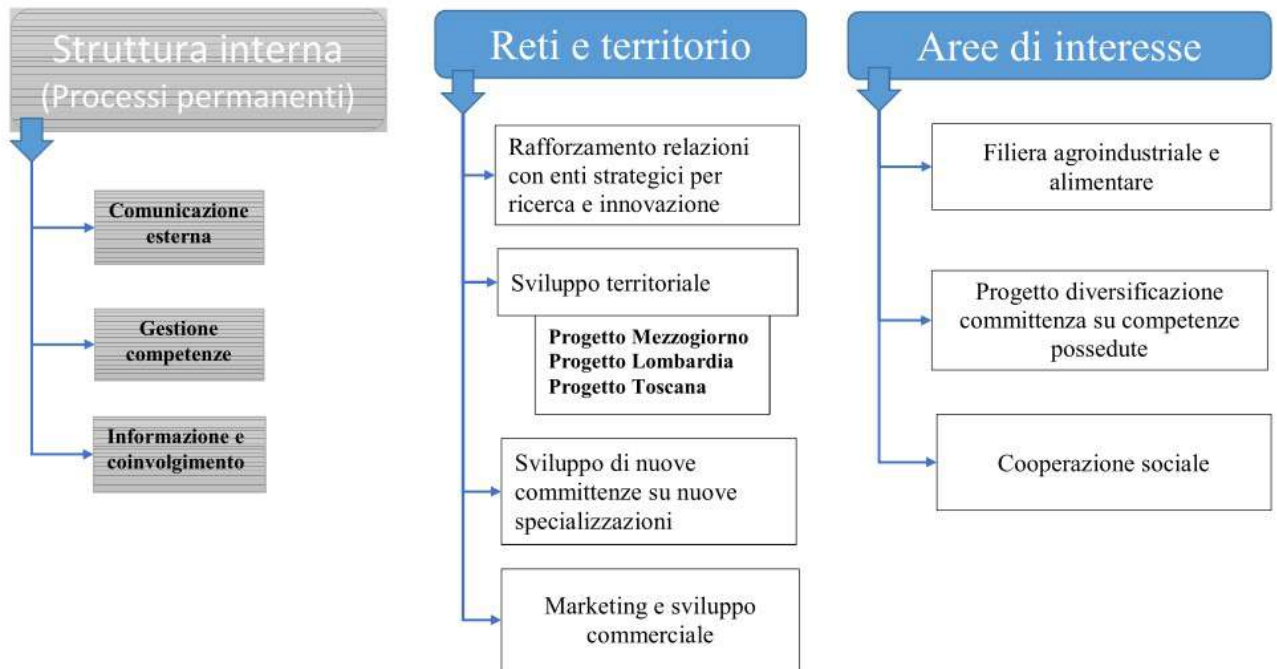 Struttura interna
(Processi permanenti)
Comunicazione
esterna
Gestione
competenze
Informazione e
coinvolgimento
Reti e territorio
Rafforzamento relazioni
con enti strategici per
ricerca e innovazione
Sviluppo territoriale
Progetto Mezzogiorno
Progetto Lombardia
Progetto Toscana
Sviluppo di nuove
committenze su nuove
specializzazioni
Marketing e sviluppo
commerciale
Aree di interesse
Filiera agroindustriale e
alimentare
Progetto diversificazione
committenza su competenze
possedute
Cooperazione sociale